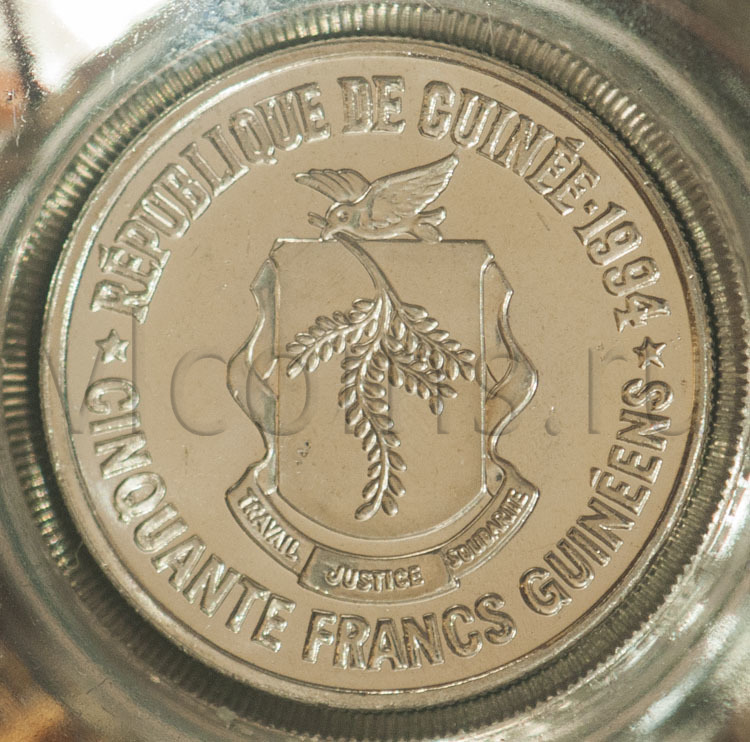 RÉPUBLIQUE DE GUINÉE · 1994
TRAVAIL
JUSTICE
SOLIDARITÉ
CINQUANTE FRANCS GUINÉENS